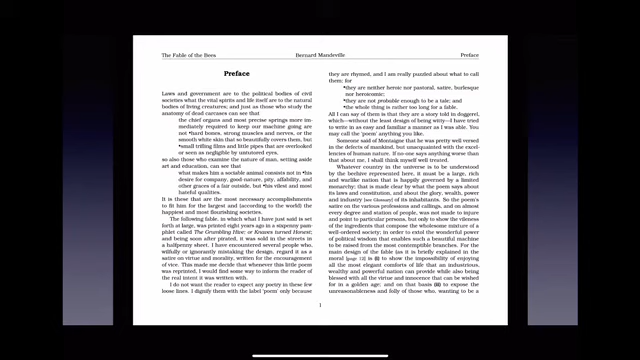 The Fable of the Bees
Bernard Mandeville
Preface
Preface
Laws and government are to the political bodies of civil
societies what the vital spirits and life itself are to the natural
bodies of living creatures; and just as those who study the
anatomy of dead carcasses can see that
the chief organs and most precise springs more im-
mediately required to keep our machine going are
not •hard bones, strong muscles and nerves, or the
the smooth white skin that so beautifully covers them, but
•small trifling films and little pipes that are overlooked
or seen as negligible by untutored eyes.
so also those who examine the nature of man, setting aside
art and education, can see that
what makes him a sociable animal consists not in •his
desire for company, good nature, pity, affability, and
other graces of a fair outside, but •his vilest and most
hateful qualities.
It is these that are the most necessary accomplishments
to fit him for the largest and (according to the world) the
happiest and most flourishing societies.
The following fable, in which what I have just said is set
forth at large, was printed eight years ago in a sixpenny pam-
phlet called The Grumbling Hive; or Knaves turned Honest;
and being soon after pirated, it was sold in the streets in
a halfpenny sheet. I have encountered several people who,
wilfully or ignorantly mistaking the design, regard it as a
satire on virtue and morality, written for the encouragement
of vice. This made me decide that whenever this little poem
was reprinted, I would find some way to inform the reader of
the real intent it was written with.
I do not want the reader to expect any poetry in these few
loose lines. I dignify them with the label 'poem' only because
they are rhymed, and I am really puzzled about what to call
them; for
•they are neither heroic nor pastoral, satire, burlesque
nor heroicomic;
•they are not probable enough to be a tale; and
•the whole thing is rather too long for a fable.
All I can say of them is that they are a story told in doggerel,
which—without the least design of being witty—I have tried
to write in as easy and familiar a manner as I was able. You
may call the 'poem' anything you like.
Someone said of Montaigne that he was pretty well versed
in the defects of mankind, but unacquainted with the excel-
lencies of human nature. If no-one says anything worse than
that about me, I shall think myself well treated.
Whatever country in the universe is to be understood
by the beehive represented here, it must be a large, rich
and warlike nation that is happily governed by a limited
monarchy; that is made clear by what the poem says about
its laws and constitution, and about the glory, wealth, power
and industry [see Glossary] of its inhabitants. So the poem's
satire on the various professions and callings, and on almost
every degree and station of people, was not made to injure
and point to particular persons, but only to show the vileness
of the ingredients that compose the wholesome mixture of a
well-ordered society; in order to extol the wonderful power
of political wisdom that enables such a beautiful machine
to be raised from the most contemptible branches. For the
main design of the fable (as it is briefly explained in the
moral [page 12] is (i) to show the impossibility of enjoying
all the most elegant comforts of life that an industrious,
wealthy and powerful nation can provide while also being
blessed with all the virtue and innocence that can be wished
for in a golden age; and on that basis (ii) to expose the
unreasonableness and folly of those who, wanting to be a
1